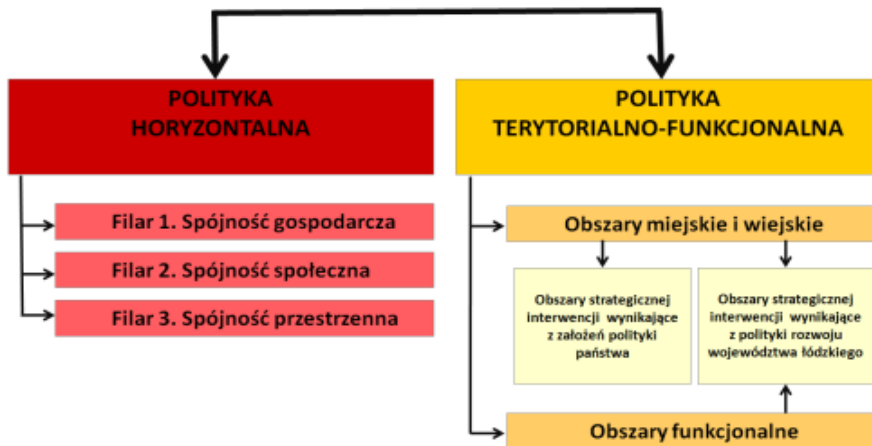 POLITYKA
HORYZONTALNA
Filar 1. Spójność gospodarcza
Filar 2. Spójność społeczna
Filar 3. Spójność przestrzenna
POLITYKA
TERYTORIALNO-FUNKCJONALNA
Obszary miejskie i wiejskie
Obszary strategicznej
interwencji wynikające
z założeń polityki
państwa
Obszary strategicznej
interwencji wynikające
z polityki rozwoju
województwa łódzkiego
Obszary funkcjonalne